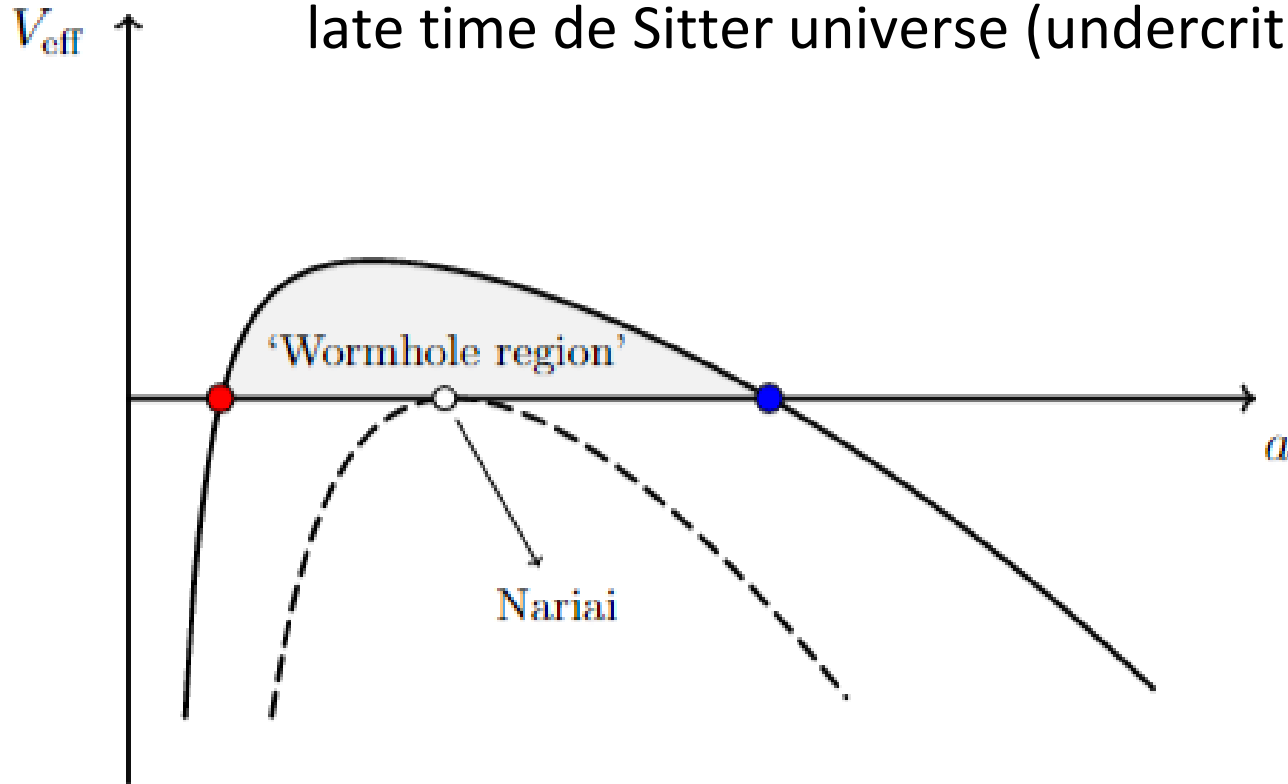 V_eff
late time de Sitter universe (undercrit
'Wormhole region'
a
Nariai